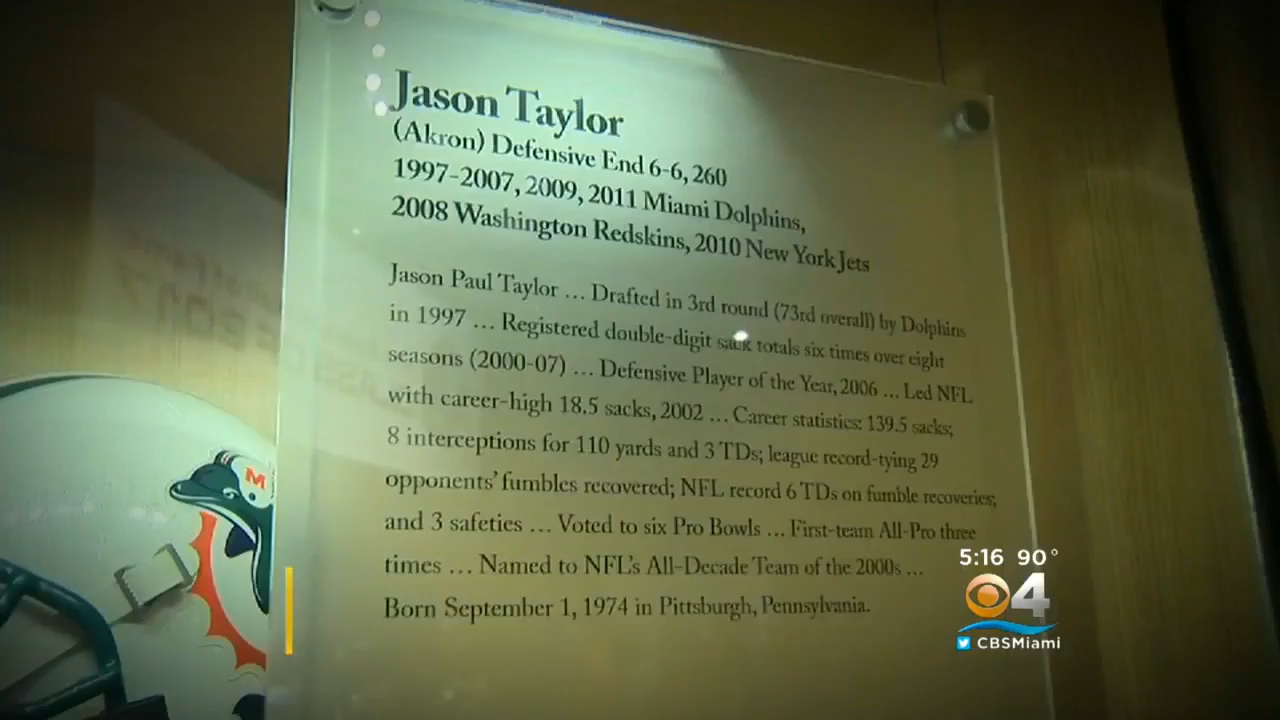 Jason Taylor
(Akron) Defensive End 6-6, 260
1997-2007, 2009, 2011 Miami Dolphins,
2008 Washington Redskins, 2010 New York Jets
Jason Paul Taylor ... Drafted in 3rd round (73rd overall) by Dolphins
in 1997 ... Registered double-digit sack totals six times over eight
seasons (2000-07) ... Defensive Player of the Year, 2006 ... Led NFL
with career-high 18.5 sacks, 2002 ... Career statistics: 139.5 sacks;
8 interceptions for 110 yards and 3 TDs; league record-tying 29
opponents' fumbles recovered; NFL record 6 TDs on fumble recoveries;
and 3 safeties ... Voted to six Pro Bowls ... First-team All-Pro three
times ... Named to NFL's All-Decade Team of the 2000s ...
Born September 1, 1974 in Pittsburgh, Pennsylvania.
M
5:16 90°
4
CBSMiami